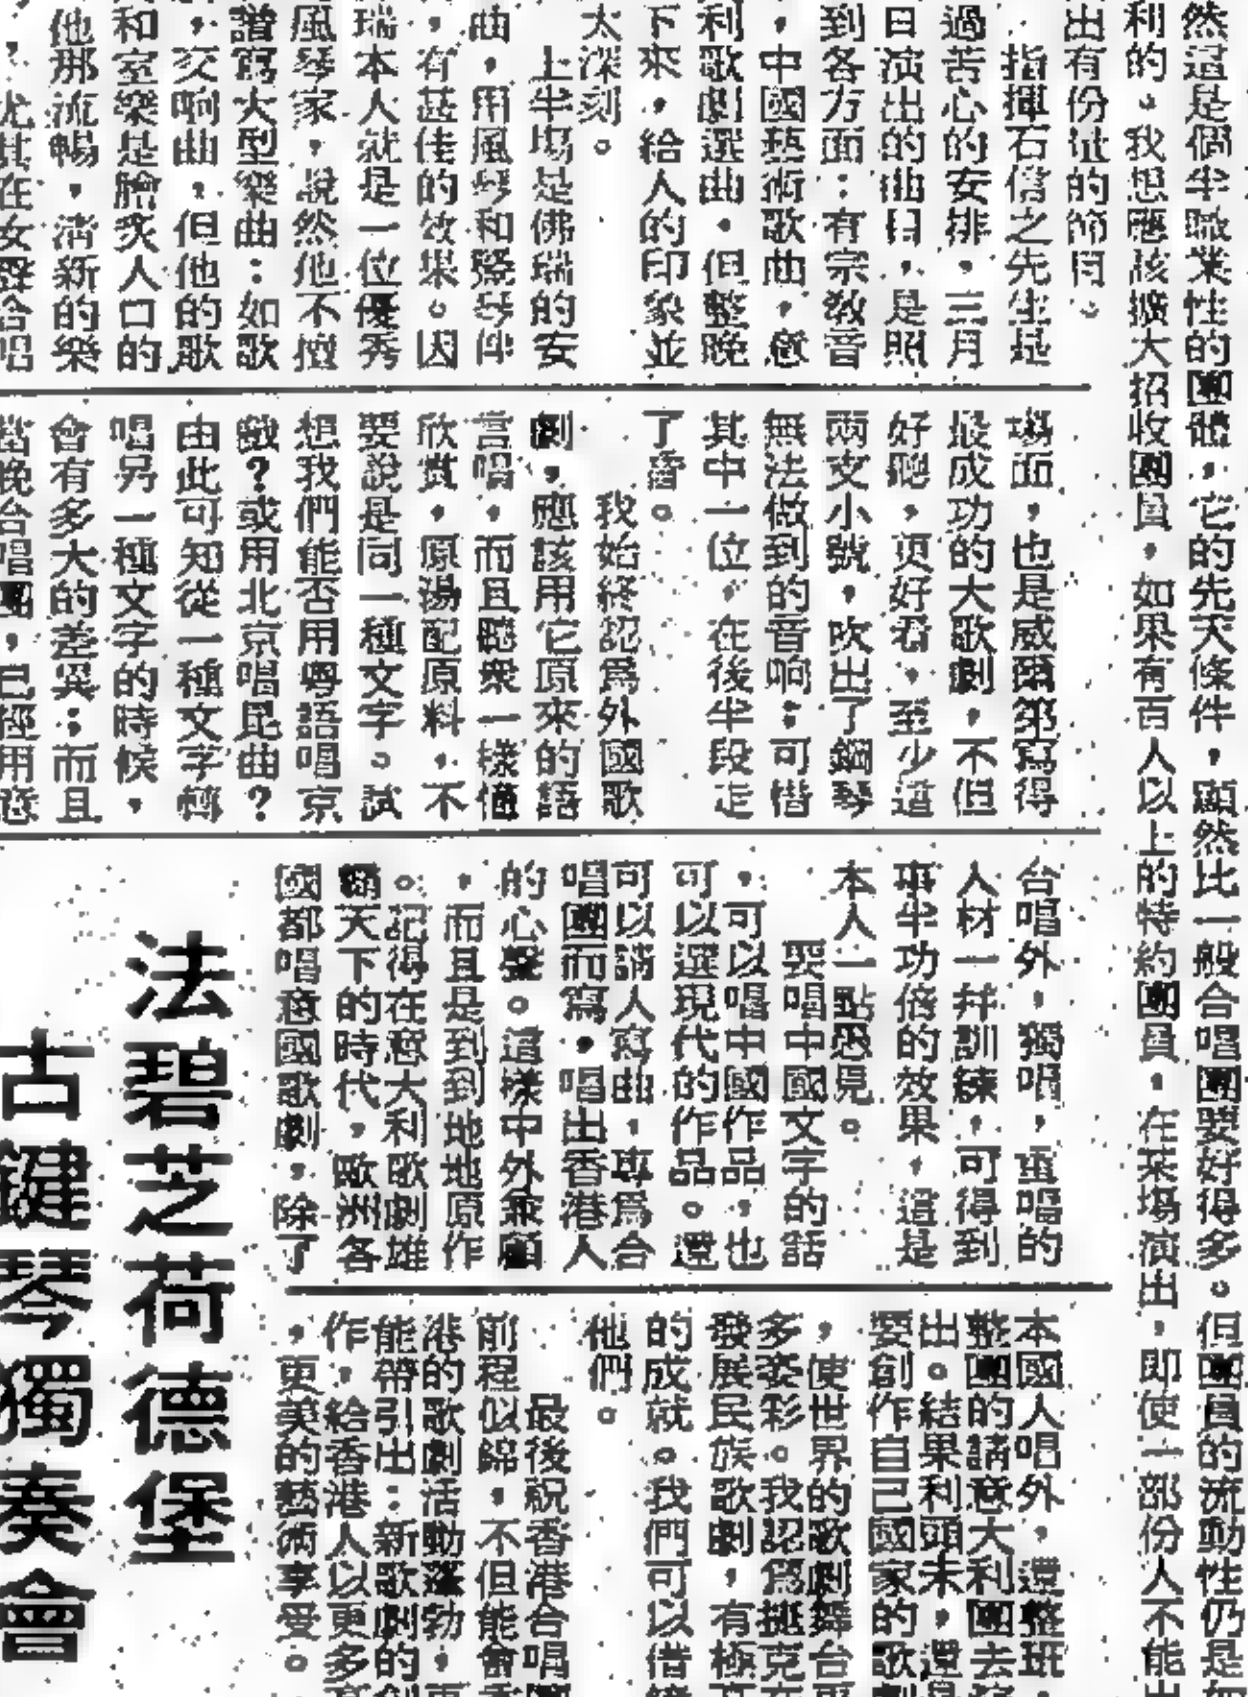 然這是個半職業性的團體，它的先天條件，顯然比一般合唱團要好得多。但團員的流動性仍是
利的。我想應該擴大招收團員，如果有百人以上的特約團員，在某場演出，即使一部份人不能出
出有份量的節目。
指揮石信之先生是
過苦心的安排，三月
日演出的曲目，是照
到各方面：有宗教音
，中國藝術歌曲，意
利歌劇選曲。但整晚
下來，給人的印象並
太深刻。
上半場是佛瑞的安
曲，用風琴和豎琴伴
，有甚佳的效果。因
瑞本人就是一位優秀
風琴家，說然他不擅
譜寫大型樂曲：如歌
，交响曲，但他的歌
和室樂是膾炙人口的
他那流暢，清新的樂
，尤其在女聲合唱
場面，也是威爾第寫得
最成功的大歌劇，不但
好聽，更好看，至少這
兩支小號，吹出了鋼琴
無法做到的音响；可惜
其中一位，在後半段走
了音。
我始終認為外國歌
劇，應該用它原來的語
言唱，而且聽衆一樣會
欣賞，原湯配原料，不
要說是同一種文字。試
想我們能否用粵語唱京
戲？或用北京唱昆曲？
由此可知從一種文字轉
唱另一種文字的時候，
會有多大的差異；而且
當晚合唱團，已經用意
台唱外，獨唱，重唱的
人材一幷訓練，可得到
事半功倍的效果，這是
本人一點愚見。
要唱中國文字的話
，可以唱中國作品，也
可以選現代的作品。還
可以請人寫曲，專為合
唱團而寫，唱出香港人
的心聲。這樣中外兼顧
，而且是到到地地原作
。記得在意大利歌劇雄
霸天下的時代，歐洲各
國都唱意國歌劇，除了
本國人唱外，還整班
整團的請意大利團去演
出。結果利頭未，還是
要創作自己國家的歌劇
，使世界的歌劇舞台更
多姿彩。我認為捷克在
發展民族歌劇，有極高
的成就。我們可以借鏡
他們。
最後祝香港合唱團
前程似錦，不但能會香
港的歌劇活動蓬勃，更
能帶引出：新歌劇的創
作，給香港人以更多
，更美的藝術享受。
法碧芝荷德堡
古鍵琴獨奏會